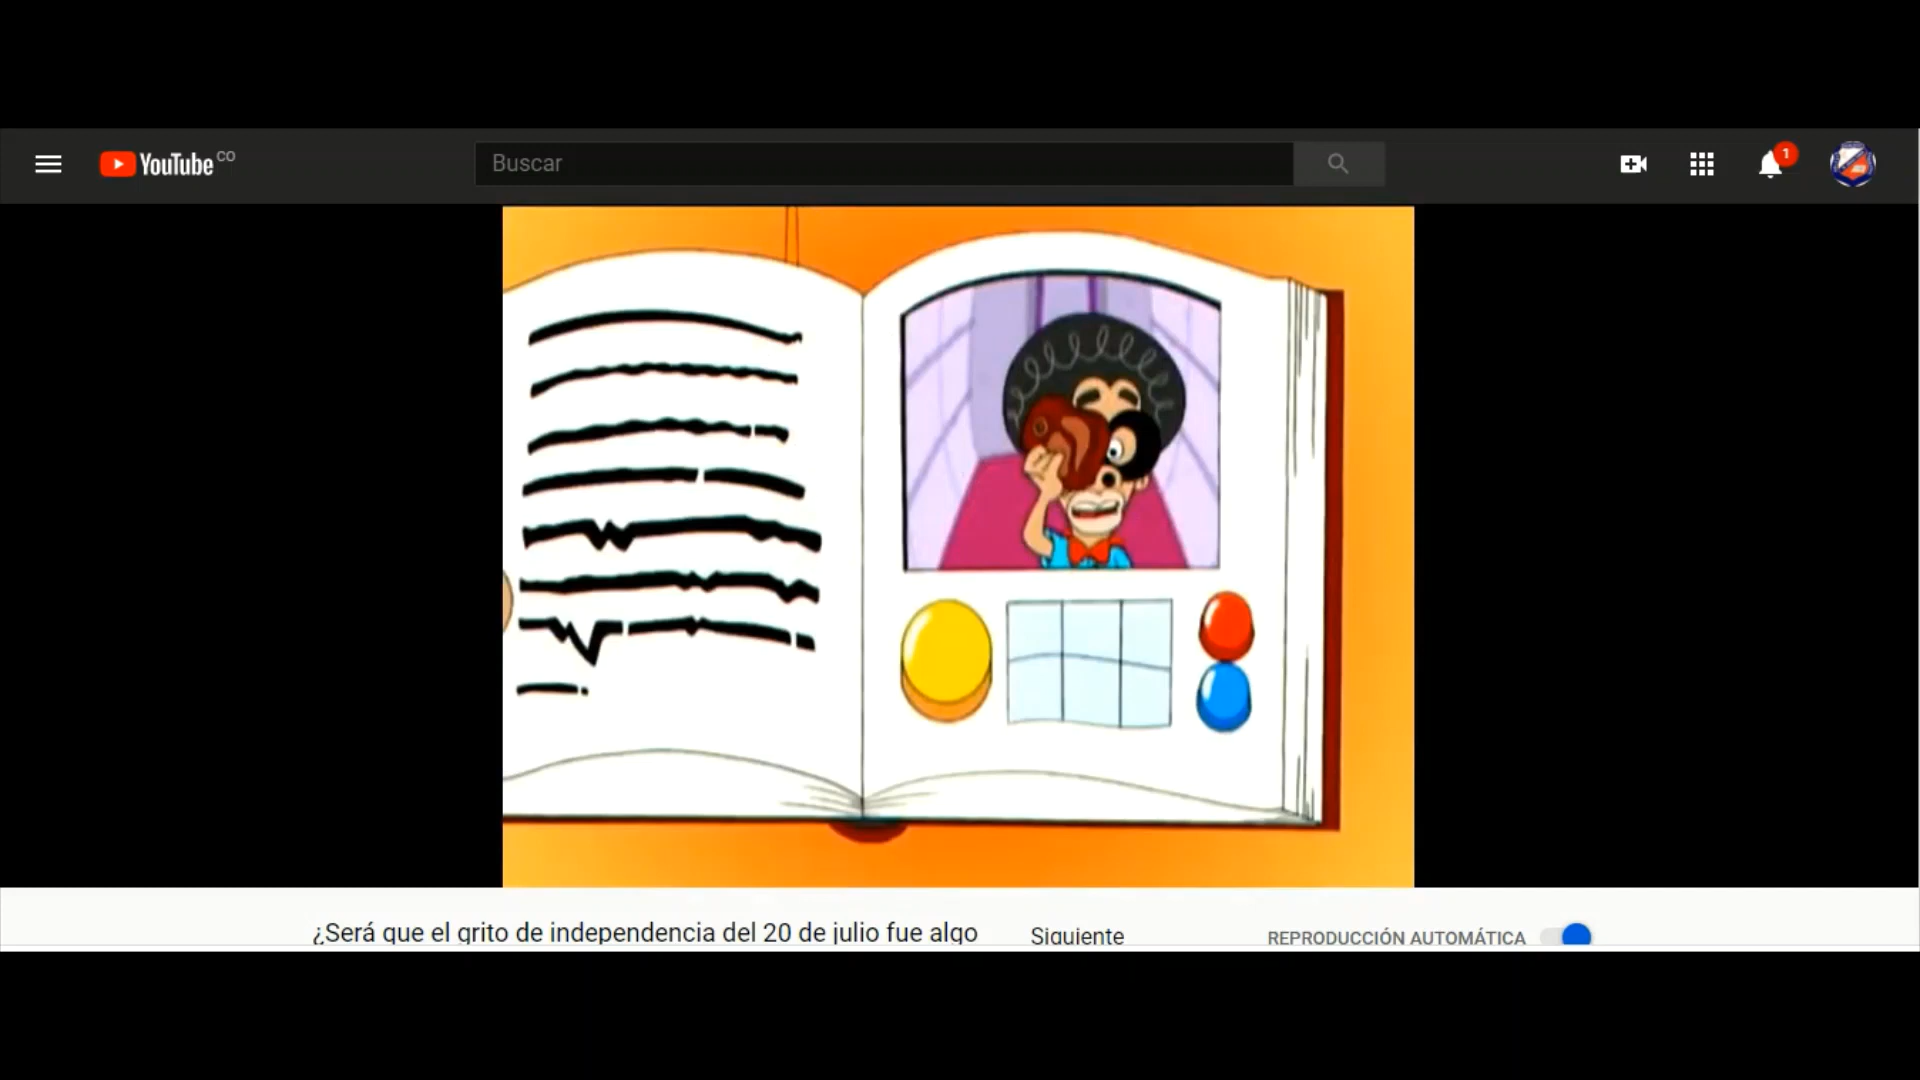 YouTube CO
Buscar
1
¿Será que el grito de independencia del 20 de julio fue algo
Siguiente
REPRODUCCIÓN AUTOMÁTICA